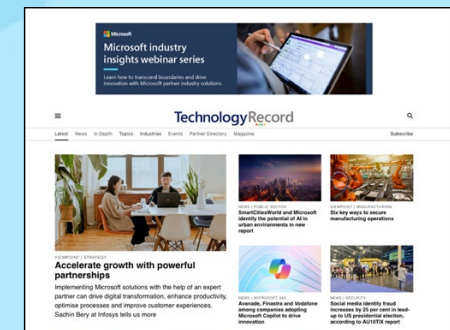 Microsoft
Microsoft industry
insights webinar series
Learn how to transcend boundaries and drive
innovation with Microsoft partner industry solutions.
TechnologyRecord
Latest News In Depth Topics Industries Events Partner Directory Magazine Subscribe
VIEWPOINT | STRATEGY
Accelerate growth with powerful
partnerships
Implementing Microsoft solutions with the help of an expert
partner can drive digital transformation, enhance productivity,
optimise processes and improve customer experiences.
Sachin Bery at Infosys tells us more
NEWS | PUBLIC SECTOR
SmartCitiesWorld and Microsoft
identify the potential of AI in
urban environments in new
report
VIEWPOINT | MANUFACTURING
Six key ways to secure
manufacturing operations
NEWS | MICROSOFT 365
Avanade, Finastra and Vodafone
among companies adopting
Microsoft Copilot to drive
innovation
NEWS | SECURITY
Social media identity fraud
increases by 25 per cent in lead-
up to US presidential election,
according to AU10TIX report